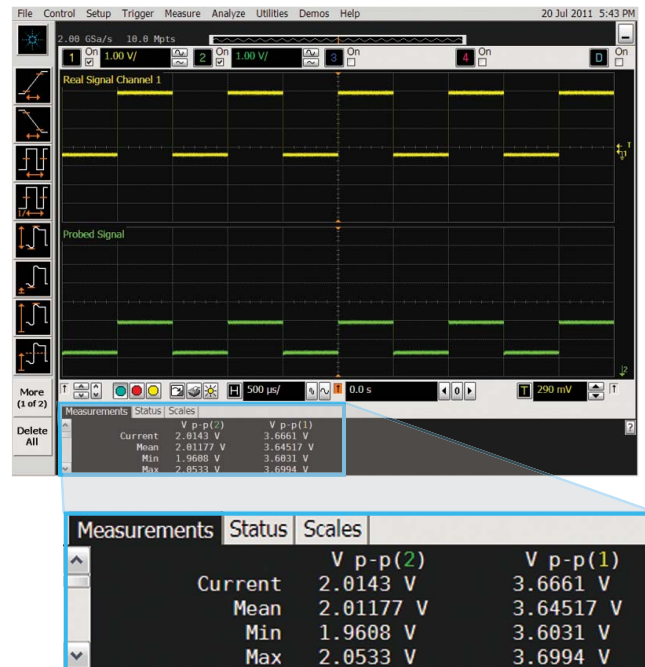 File Control Setup Trigger Measure Analyze Utilities Demos Help 20 Jul 2011 5:43 PM
2.00 GSa/s 10.0 Mpts
1 On 1.00 V/ 2 On 1.00 V/ 3 On 4 On D On
Real Signal Channel 1
T
1
1/
Probed Signal
2
More
(1 of 2)
Delete
All
T H 500 µs/ T 0.0 s 0 T 290 mV T
Measurements Status Scales
V p-p(2) V p-p(1)
Current 2.0143 V 3.6661 V
Mean 2.01177 V 3.64517 V
Min 1.9608 V 3.6031 V
Max 2.0533 V 3.6994 V
?
Measurements Status Scales
V p-p(2) V p-p(1)
Current 2.0143 V 3.6661 V
Mean 2.01177 V 3.64517 V
Min 1.9608 V 3.6031 V
Max 2.0533 V 3.6994 V